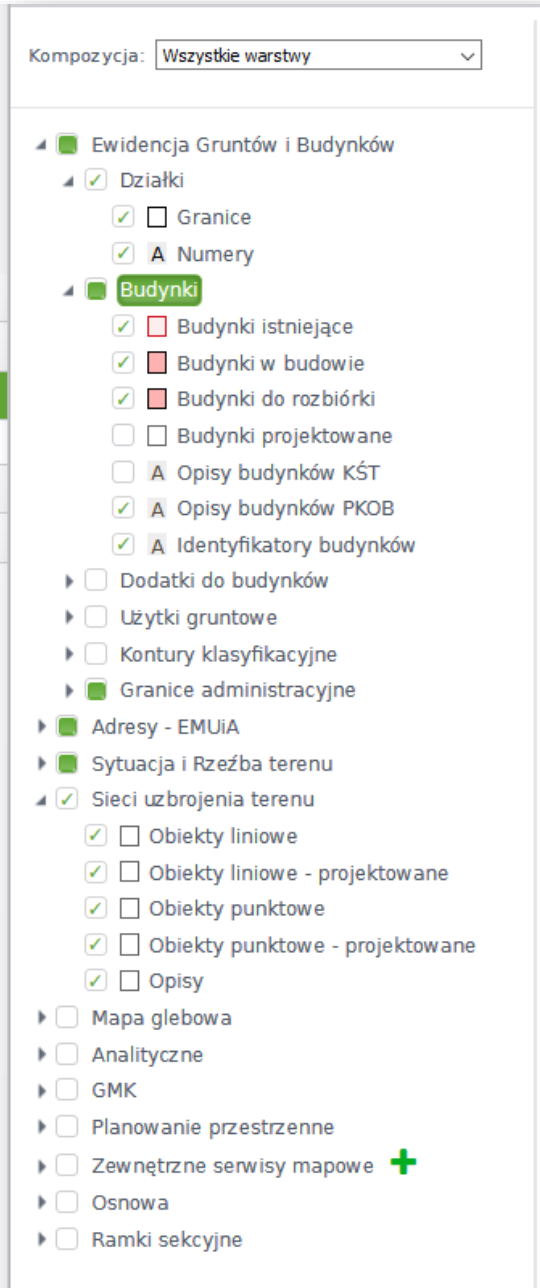 Kompozycja: Wszystkie warstwy
Ewidencja Gruntów i Budynków
Działki
Granice
A Numery
Budynki
Budynki istniejące
Budynki w budowie
Budynki do rozbiórki
Budynki projektowane
A Opisy budynków KŚT
A Opisy budynków PKOB
A Identyfikatory budynków
Dodatki do budynków
Użytki gruntowe
Kontury klasyfikacyjne
Granice administracyjne
Adresy - EMUiA
Sytuacja i Rzeźba terenu
Sieci uzbrojenia terenu
Obiekty liniowe
Obiekty liniowe - projektowane
Obiekty punktowe
Obiekty punktowe - projektowane
Opisy
Mapa glebowa
Analityczne
GMK
Planowanie przestrzenne
Zewnętrzne serwisy mapowe
Osnowa
Ramki sekcyjne